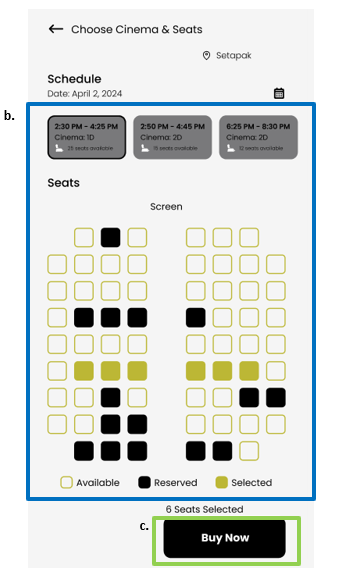 ← Choose Cinema & Seats
Setapak
Schedule
Date: April 2, 2024
b.
2:30 PM - 4:25 PM
Cinema: 1D
25 seats available
2:50 PM - 4:45 PM
Cinema: 2D
15 seats available
6:25 PM - 8:30 PM
Cinema: 2D
12 seats available
Seats
Screen
Available
Reserved
Selected
6 Seats Selected
c.
Buy Now